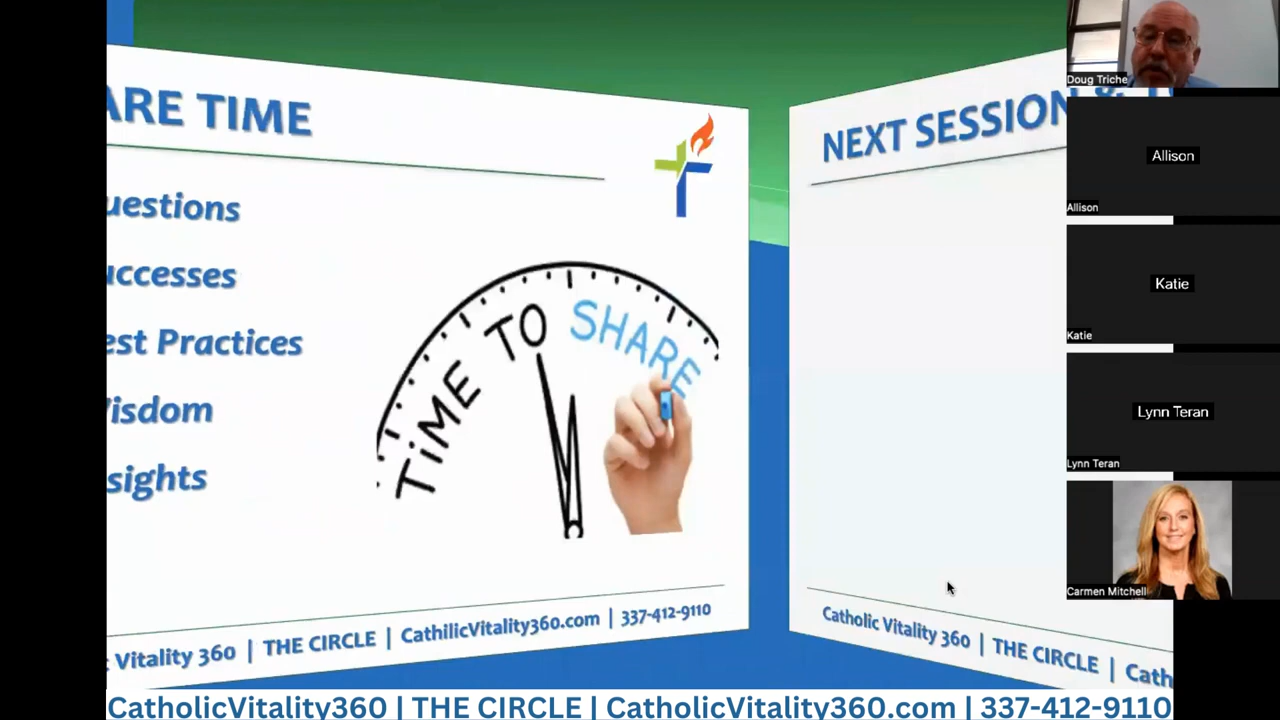 ARE TIME
uestions
uccesses
est Practices
isdom
sights
TiME TO SHARE
Vitality 360 | THE CIRCLE | CathilicVitality360.com | 337-412-9110
NEXT SESSION &
Catholic Vitality 360 | THE CIRCLE | Cath
Doug Triche
Allison
Allison
Katie
Katie
Lynn Teran
Lynn Teran
Carmen Mitchell
CatholicVitality360 | THE CIRCLE | CatholicVitality360.com | 337-412-9110